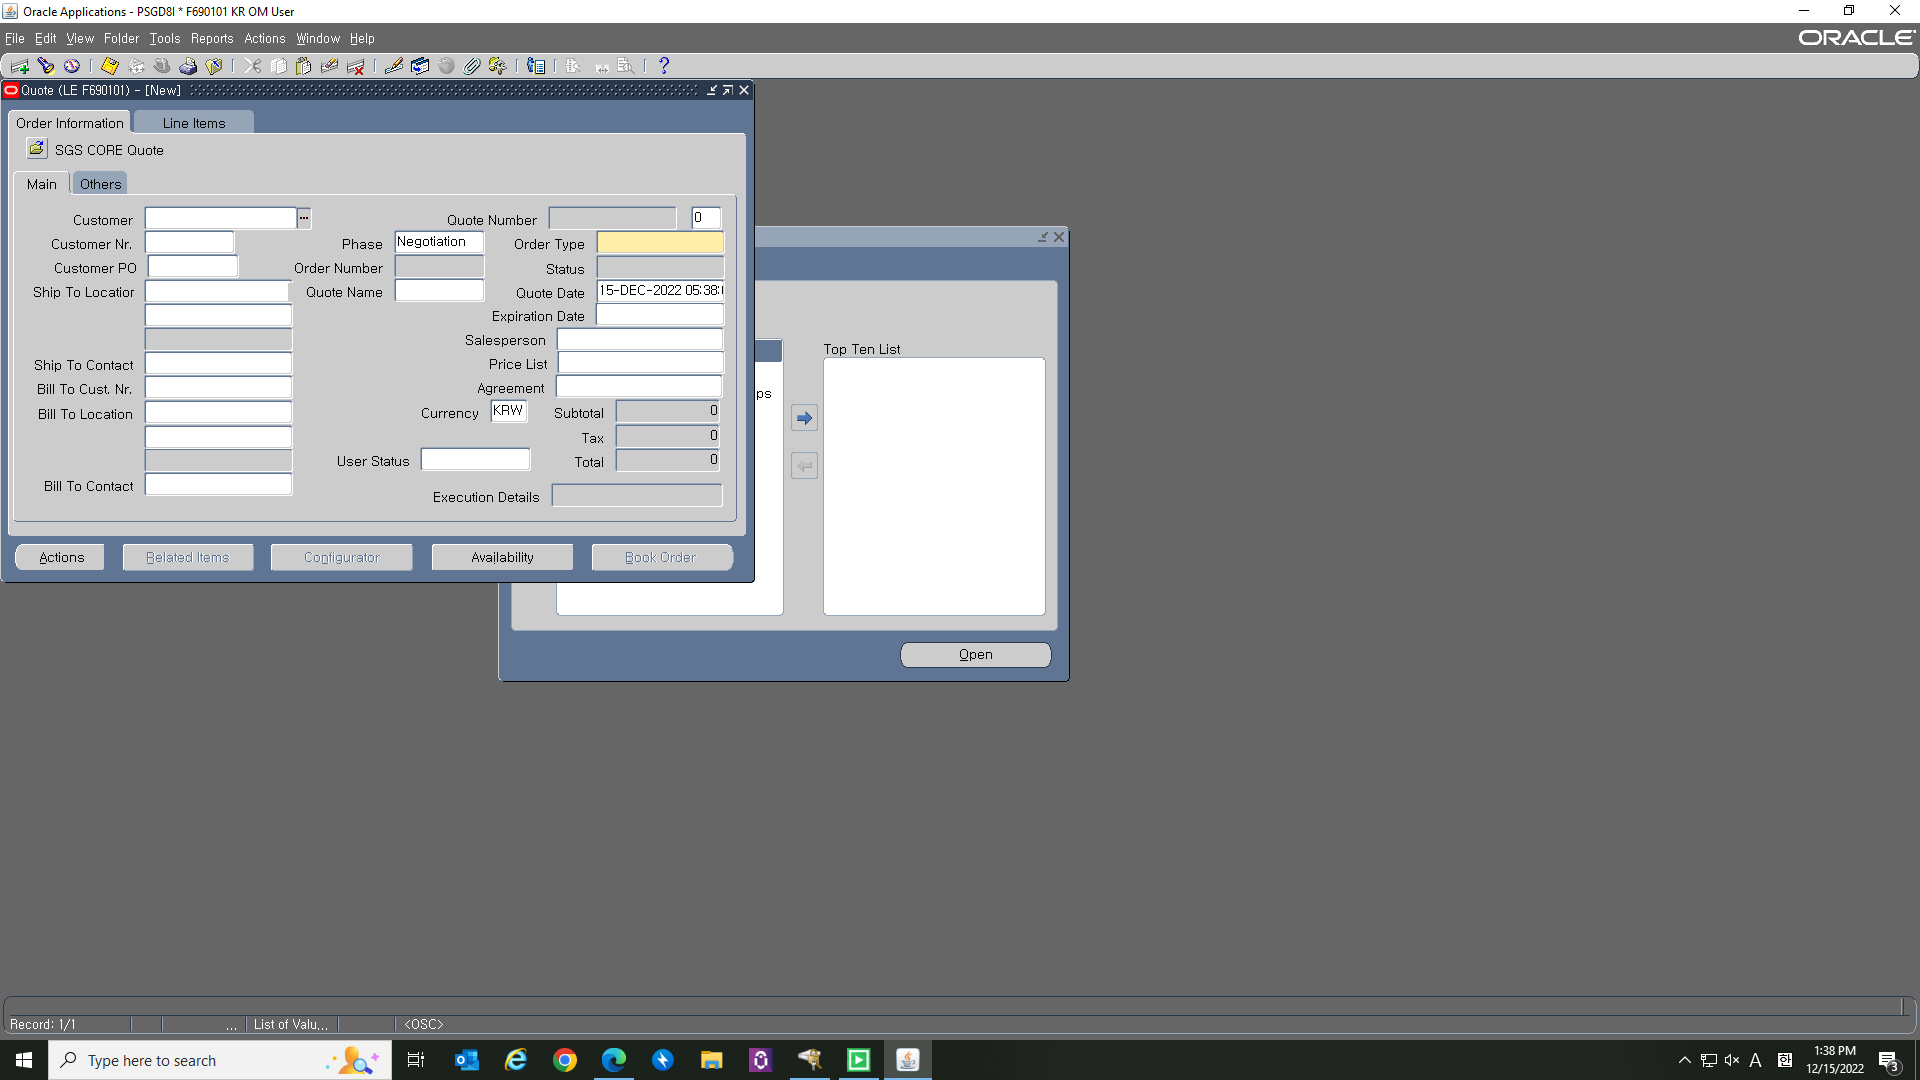 Oracle Applications - PSGD8I * F690101 KR OM User
File Edit View Folder Tools Reports Actions Window Help
ORACLE
Quote (LE F690101) - [New]
Order Information Line Items
SGS CORE Quote
Main Others
Customer Quote Number 0
Customer Nr. Phase Negotiation Order Type
Customer PO Order Number Status
Ship To Location Quote Name Quote Date 15-DEC-2022 05:38:
Expiration Date
Salesperson
Ship To Contact Price List
Bill To Cust. Nr. Agreement
Bill To Location Currency KRW Subtotal 0
Tax 0
User Status Total 0
Bill To Contact Execution Details
Actions Related Items Configurator Availability Book Order
Top Ten List
ps
Open
Record: 1/1 ... List of Valu... <OSC>
Type here to search
A 한 1:38 PM
12/15/2022
3